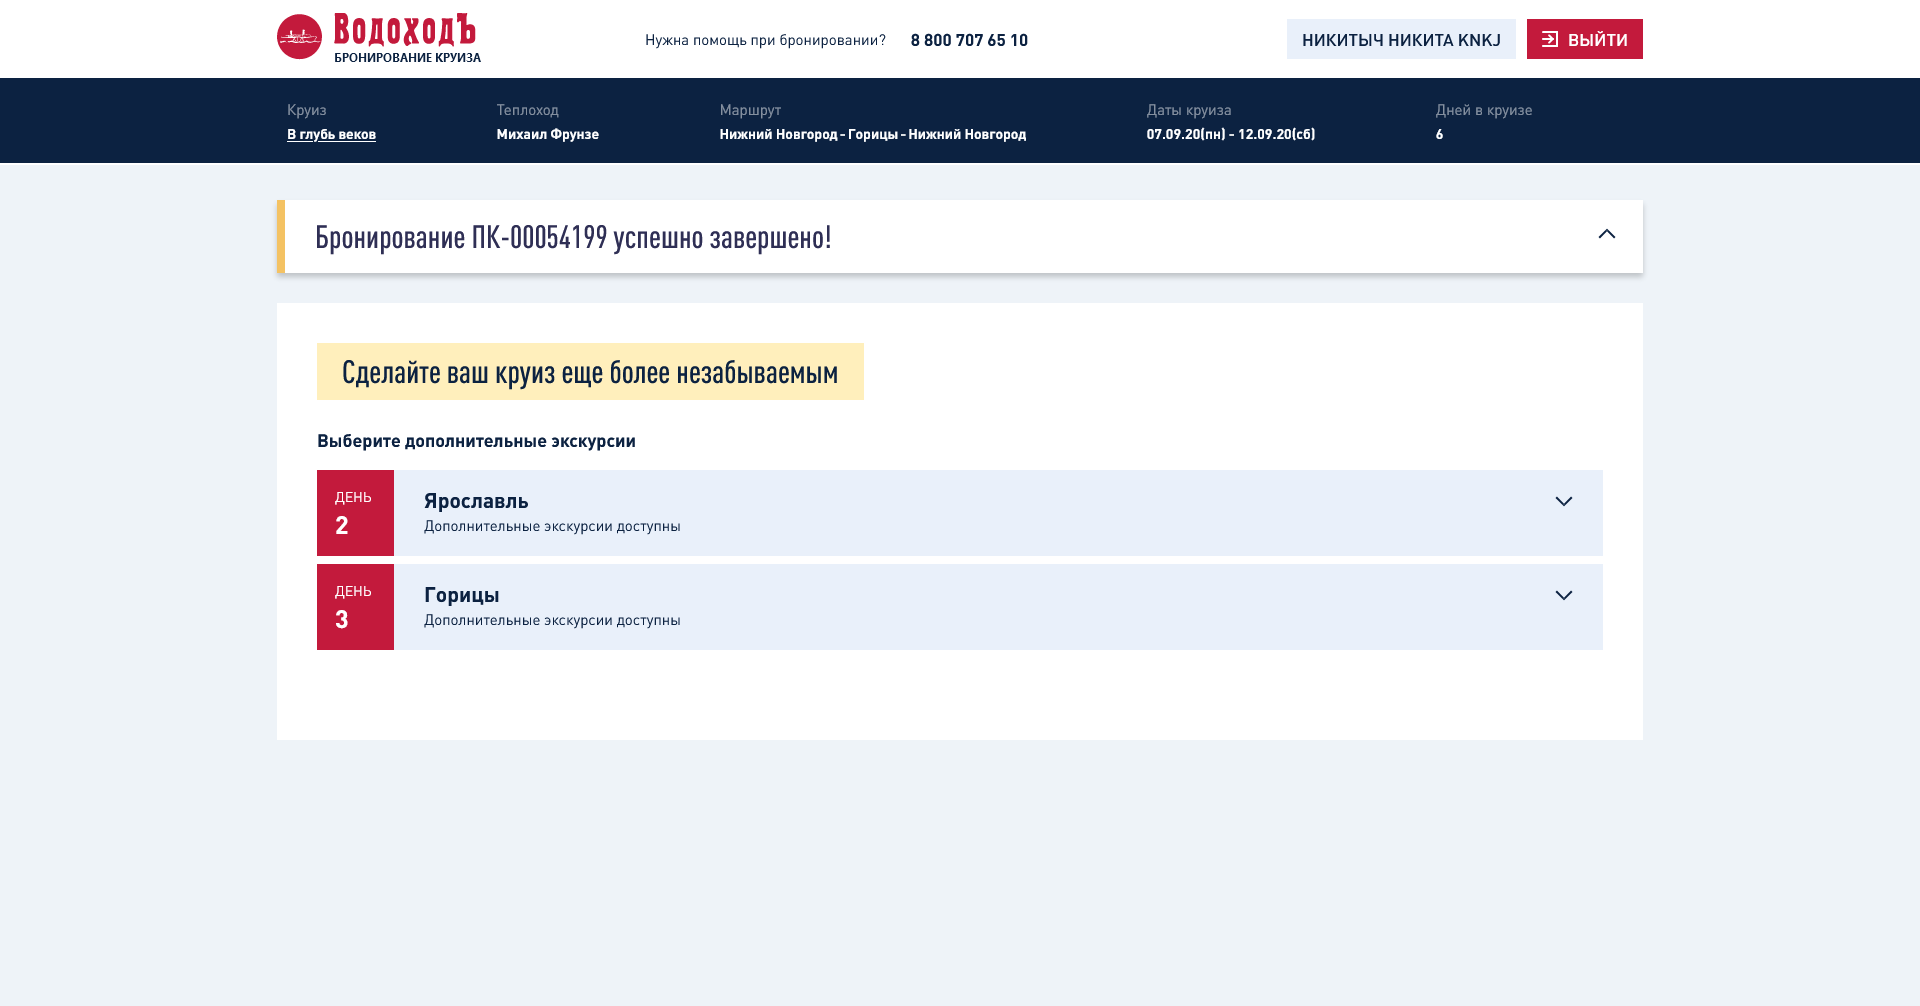 ВодоходЪ
БРОНИРОВАНИЕ КРУИЗА
Нужна помощь при бронировании? 8 800 707 65 10
НИКИТЫЧ НИКИТА KNKJ
ВЫЙТИ
Круиз
В глубь веков
Теплоход
Михаил Фрунзе
Маршрут
Нижний Новгород - Горицы - Нижний Новгород
Даты круиза
07.09.20(пн) - 12.09.20(сб)
Дней в круизе
6
Бронирование ПК-00054199 успешно завершено!
Сделайте ваш круиз еще более незабываемым
Выберите дополнительные экскурсии
ДЕНЬ
2
Ярославль
Дополнительные экскурсии доступны
ДЕНЬ
3
Горицы
Дополнительные экскурсии доступны